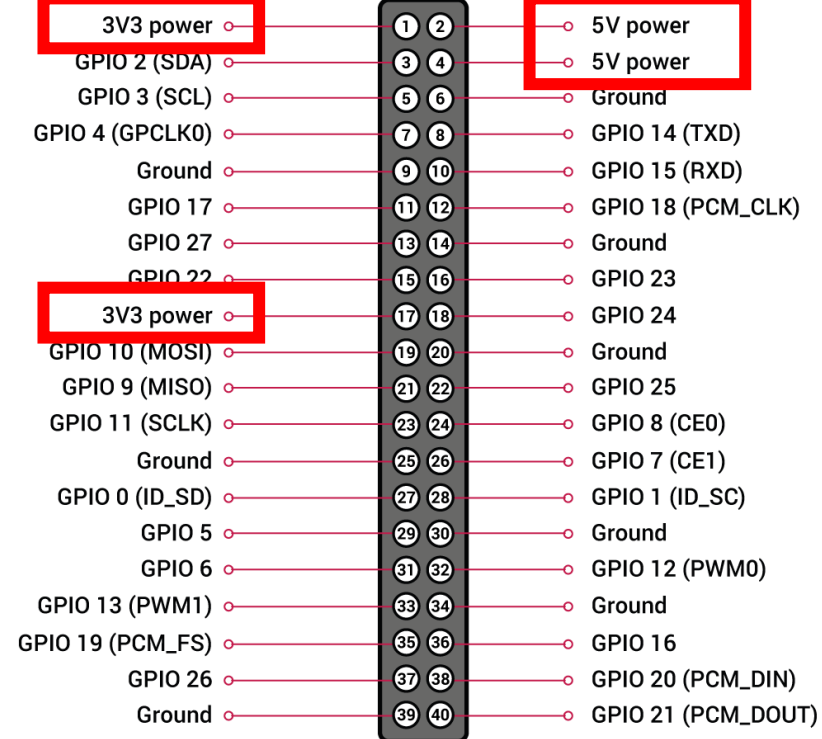 3V3 power 1 2 5V power
GPIO 2 (SDA) 3 4 5V power
GPIO 3 (SCL) 5 6 Ground
GPIO 4 (GPCLK0) 7 8 GPIO 14 (TXD)
Ground 9 10 GPIO 15 (RXD)
GPIO 17 11 12 GPIO 18 (PCM_CLK)
GPIO 27 13 14 Ground
GPIO 22 15 16 GPIO 23
3V3 power 17 18 GPIO 24
GPIO 10 (MOSI) 19 20 Ground
GPIO 9 (MISO) 21 22 GPIO 25
GPIO 11 (SCLK) 23 24 GPIO 8 (CE0)
Ground 25 26 GPIO 7 (CE1)
GPIO 0 (ID_SD) 27 28 GPIO 1 (ID_SC)
GPIO 5 29 30 Ground
GPIO 6 31 32 GPIO 12 (PWM0)
GPIO 13 (PWM1) 33 34 Ground
GPIO 19 (PCM_FS) 35 36 GPIO 16
GPIO 26 37 38 GPIO 20 (PCM_DIN)
Ground 39 40 GPIO 21 (PCM_DOUT)